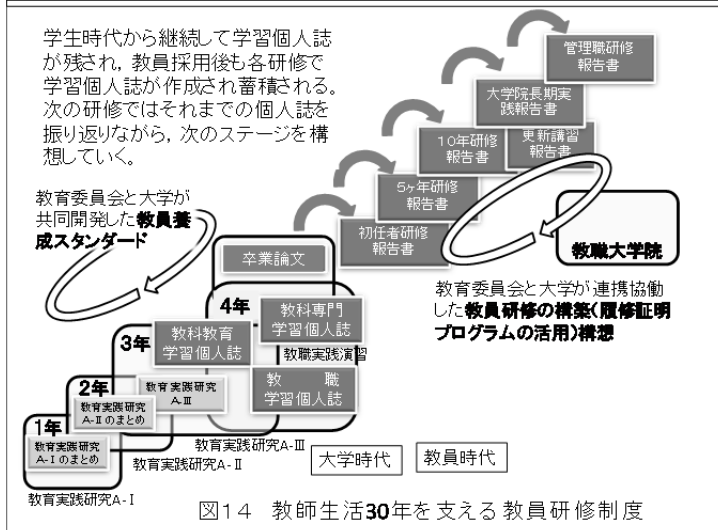 学生時代から継続して学習個人誌
が残され，教員採用後も各研修で
学習個人誌が作成され蓄積される。
次の研修ではそれまでの個人誌を
振り返りながら，次のステージを構
想していく。
管理職研修
報告書
大学院長期実
践報告書
更新講習
報告書
10年研修
報告書
5ヶ年研修
報告書
初任者研修
報告書
教育委員会と大学が
共同開発した教員養
成スタンダード
教職大学院
教育委員会と大学が連携協働
した教員研修の構築（履修証明
プログラムの活用）構想
卒業論文
4年
教科専門
学習個人誌
教職実践演習
教　職
学習個人誌
3年
教科教育
学習個人誌
教育実践研究
A-Ⅲ
2年
教育実践研究
A-Ⅱのまとめ
1年
教育実践研究
A-Ⅰのまとめ
教育実践研究A-Ⅲ
教育実践研究A-Ⅱ
教育実践研究A-Ⅰ
大学時代
教員時代
図14　教師生活30年を支える教員研修制度